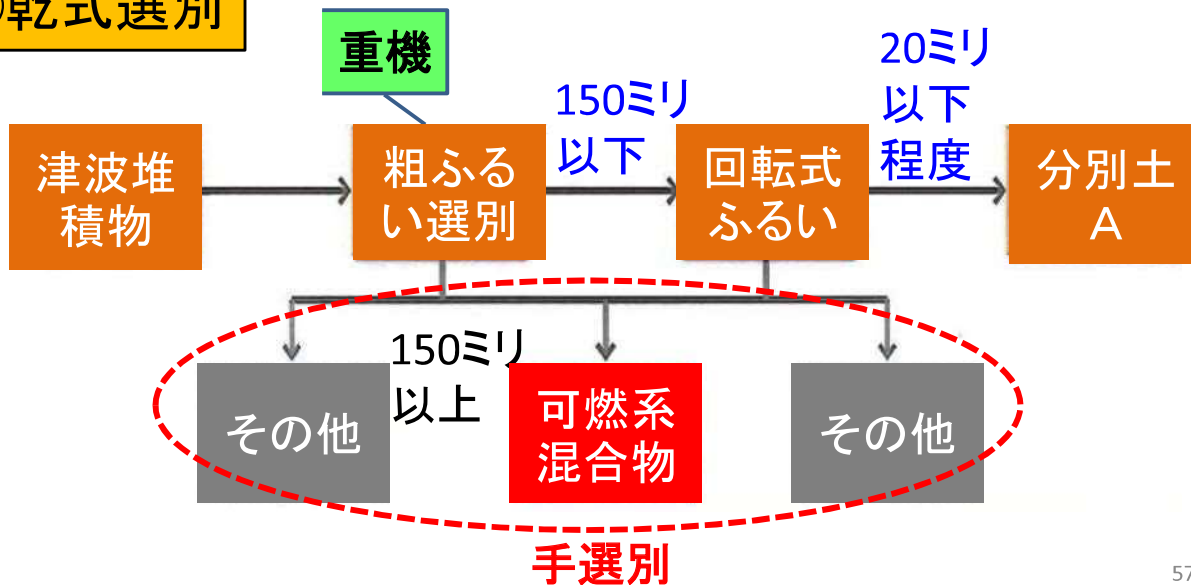 乾式選別
重機
150ミリ
以下
20ミリ
以下
程度
津波堆
積物
粗ふる
い選別
回転式
ふるい
分別土
A
150ミリ
以上
その他
可燃系
混合物
その他
手選別
57